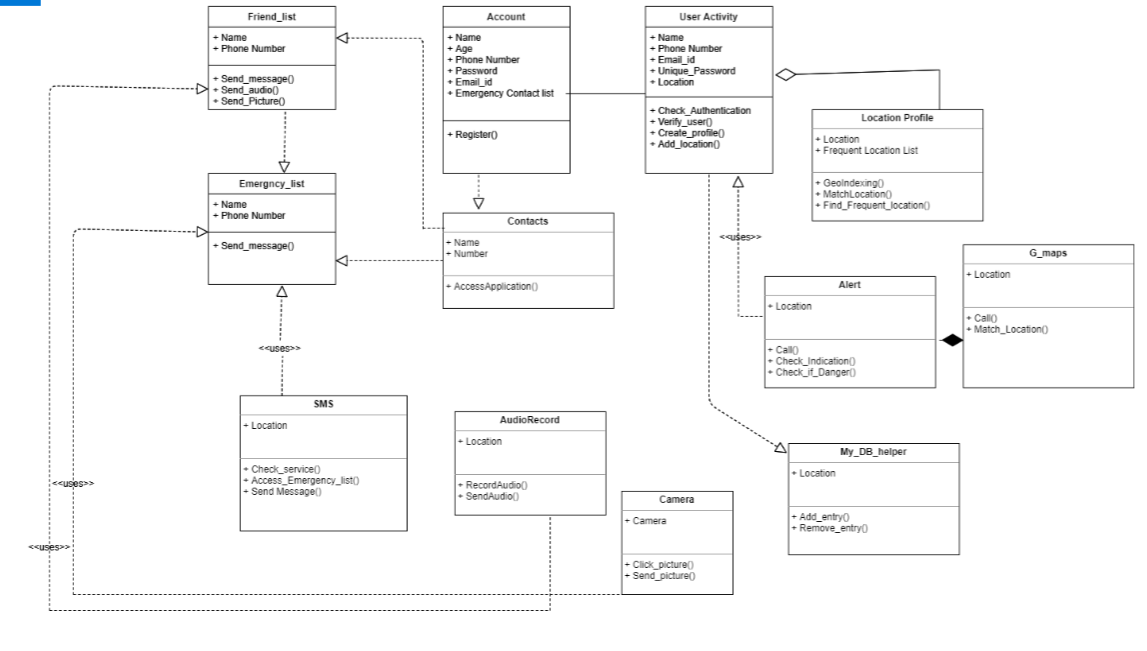 Friend_list
+ Name
+ Phone Number
+ Send_message()
+ Send_audio()
+ Send_Picture()
Account
+ Name
+ Age
+ Phone Number
+ Password
+ Email_id
+ Emergency Contact list
+ Register()
User Activity
+ Name
+ Phone Number
+ Email_id
+ Unique_Password
+ Location
+ Check_Authentication
+ Verify_user()
+ Create_profile()
+ Add_location()
Location Profile
+ Location
+ Frequent Location List
+ GeoIndexing()
+ MatchLocation()
+ Find_Frequent_location()
Emergncy_list
+ Name
+ Phone Number
+ Send_message()
Contacts
+ Name
+ Number
+ AccessApplication()
<<uses>>
G_maps
+ Location
+ Call()
+ Match_Location()
Alert
+ Location
+ Call()
+ Check_Indication()
+ Check_if_Danger()
<<uses>>
SMS
+ Location
+ Check_service()
+ Access_Emergency_list()
+ Send Message()
AudioRecord
+ Location
+ RecordAudio()
+ SendAudio()
My_DB_helper
+ Location
+ Add_entry()
+ Remove_entry()
<<uses>>
Camera
+ Camera
+ Click_picture()
+ Send_picture()
<<uses>>